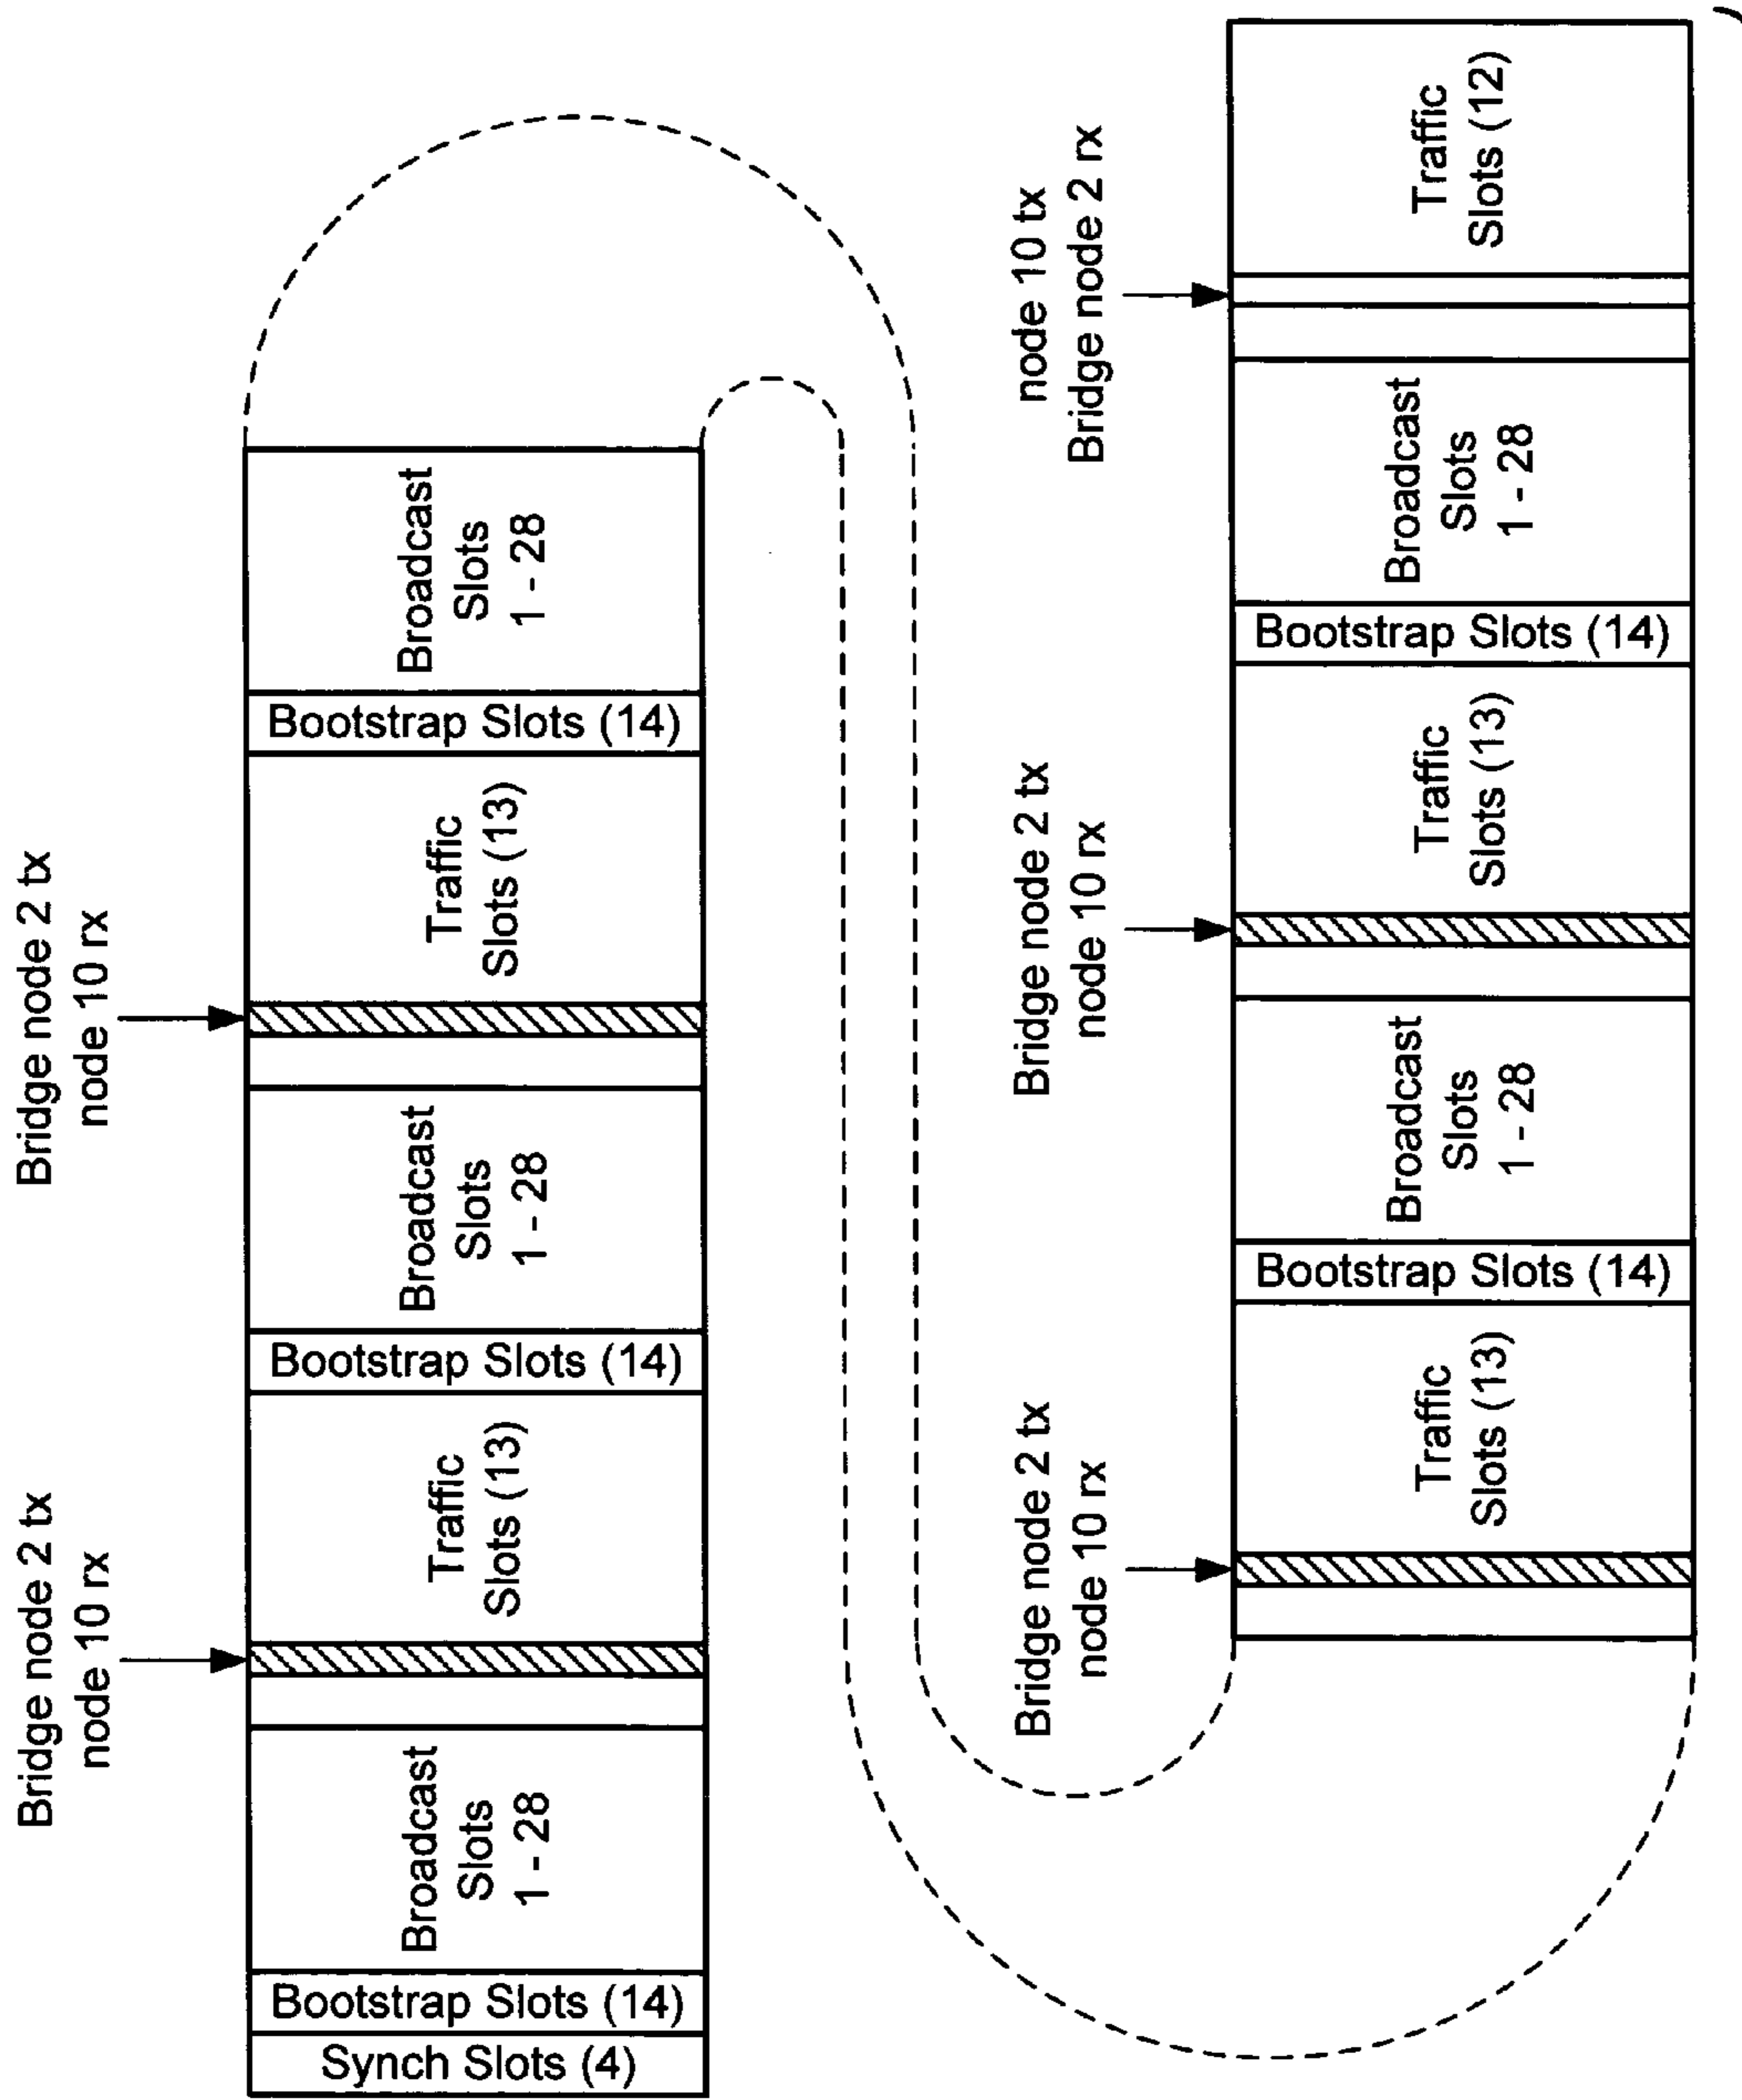 Bridge node 2 tx
node 10 rx
Bridge node 2 tx
node 10 rx
Synch Slots (4)
Bootstrap Slots (14)
Broadcast
Slots
1 - 28
Traffic
Slots (13)
Bootstrap Slots (14)
Broadcast
Slots
1 - 28
Traffic
Slots (13)
Bootstrap Slots (14)
Broadcast
Slots
1 - 28
Bridge node 2 tx
node 10 rx
Bridge node 2 tx
node 10 rx
node 10 tx
Bridge node 2 rx
Traffic
Slots (13)
Bootstrap Slots (14)
Broadcast
Slots
1 - 28
Traffic
Slots (13)
Bootstrap Slots (14)
Broadcast
Slots
1 - 28
Traffic
Slots (12)